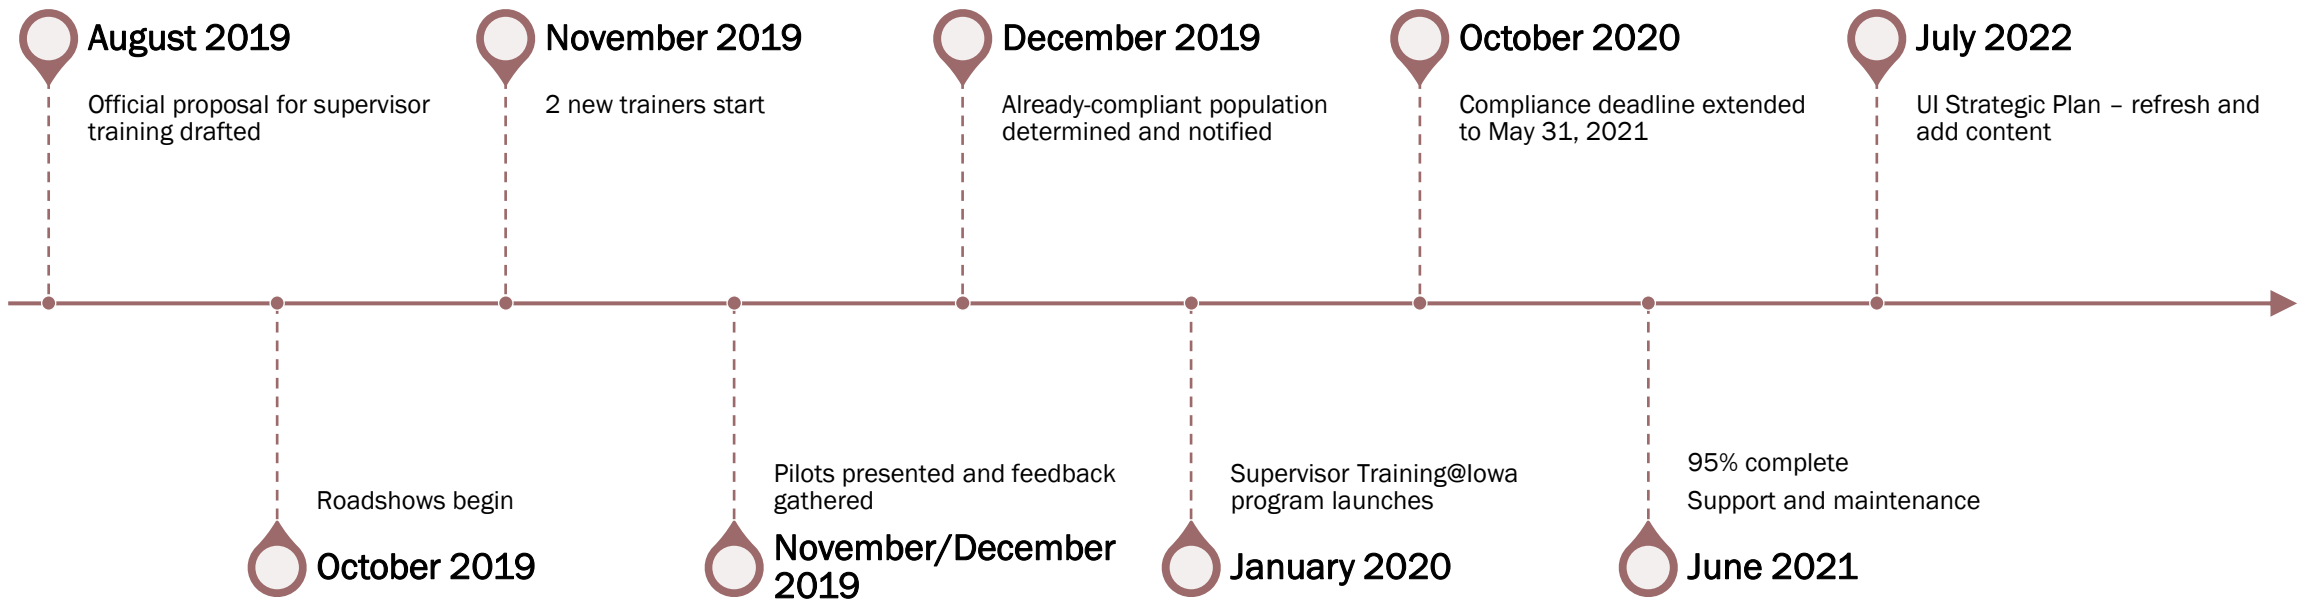 August 2019
Official proposal for supervisor
training drafted
November 2019
2 new trainers start
December 2019
Already-compliant population
determined and notified
October 2020
Compliance deadline extended
to May 31, 2021
July 2022
UI Strategic Plan – refresh and
add content
Roadshows begin
October 2019
Pilots presented and feedback
gathered
November/December
2019
Supervisor Training@Iowa
program launches
January 2020
95% complete
Support and maintenance
June 2021